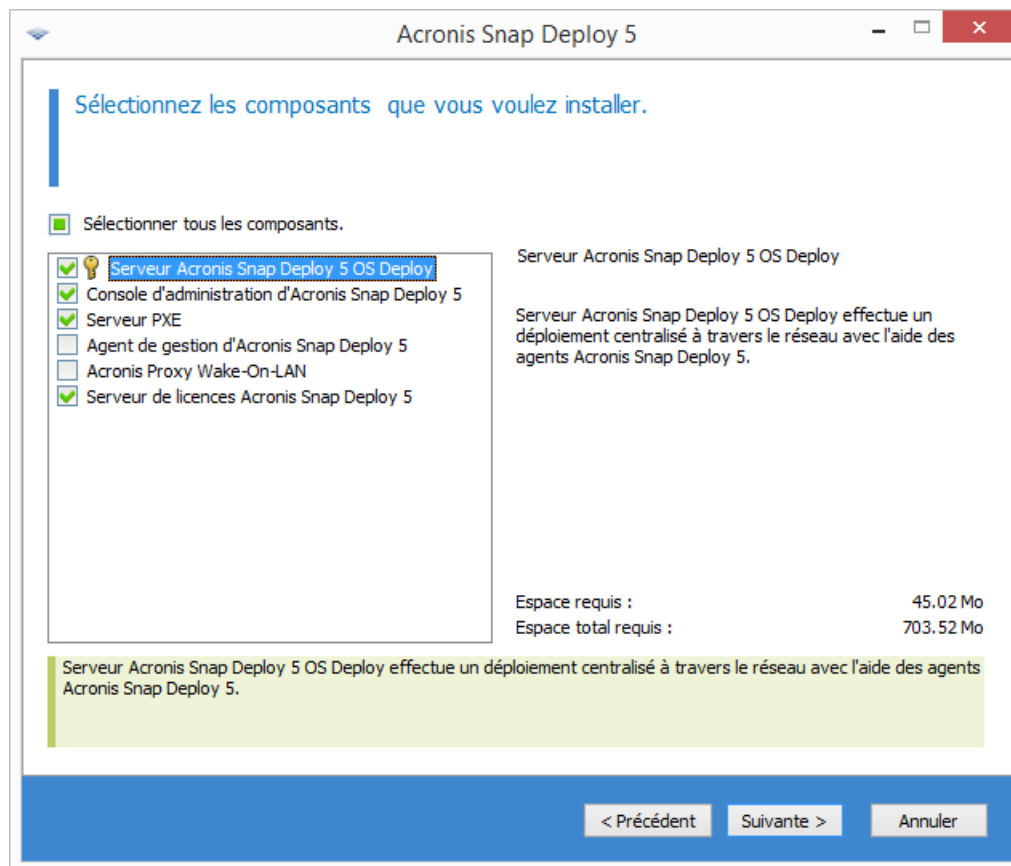 Acronis Snap Deploy 5
Sélectionnez les composants que vous voulez installer.
Sélectionner tous les composants.
Serveur Acronis Snap Deploy 5 OS Deploy
Console d'administration d'Acronis Snap Deploy 5
Serveur PXE
Agent de gestion d'Acronis Snap Deploy 5
Acronis Proxy Wake-On-LAN
Serveur de licences Acronis Snap Deploy 5
Serveur Acronis Snap Deploy 5 OS Deploy
Serveur Acronis Snap Deploy 5 OS Deploy effectue un
déploiement centralisé à travers le réseau avec l'aide des
agents Acronis Snap Deploy 5.
Espace requis : 45.02 Mo
Espace total requis : 703.52 Mo
Serveur Acronis Snap Deploy 5 OS Deploy effectue un déploiement centralisé à travers le réseau avec l'aide des agents
Acronis Snap Deploy 5.
< Précédent Suivante > Annuler